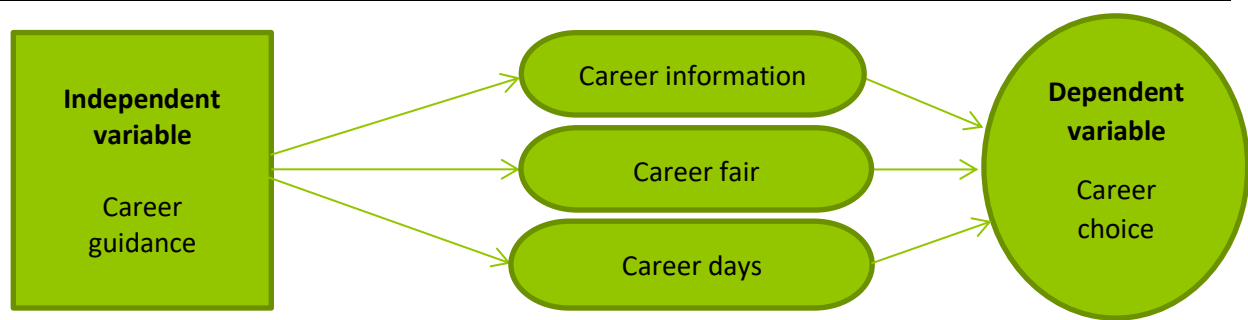 Independent
variable
Career
guidance
Career information
Career fair
Career days
Dependent
variable
Career
choice